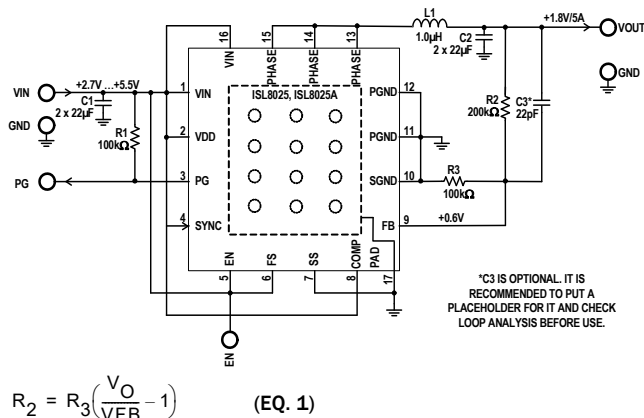 16
15
14
13
VIN
PHASE
PHASE
PHASE
L1
1.0µH
C2
2 x 22µF
+1.8V/5A
VOUT
GND
VIN
+2.7V …+5.5V
C1
2 x 22µF
GND
R1
100kΩ
PG
1
VIN
2
VDD
3
PG
4
SYNC
ISL8025, ISL8025A
PGND
12
PGND
11
SGND
10
FB
9
R2
200kΩ
C3*
22pF
R3
100kΩ
+0.6V
EN
FS
SS
COMP
PAD
5
6
7
8
17
EN
*C3 IS OPTIONAL. IT IS
RECOMMENDED TO PUT A
PLACEHOLDER FOR IT AND CHECK
LOOP ANALYSIS BEFORE USE.
R2 = R3(VO/VFB – 1) (EQ. 1)